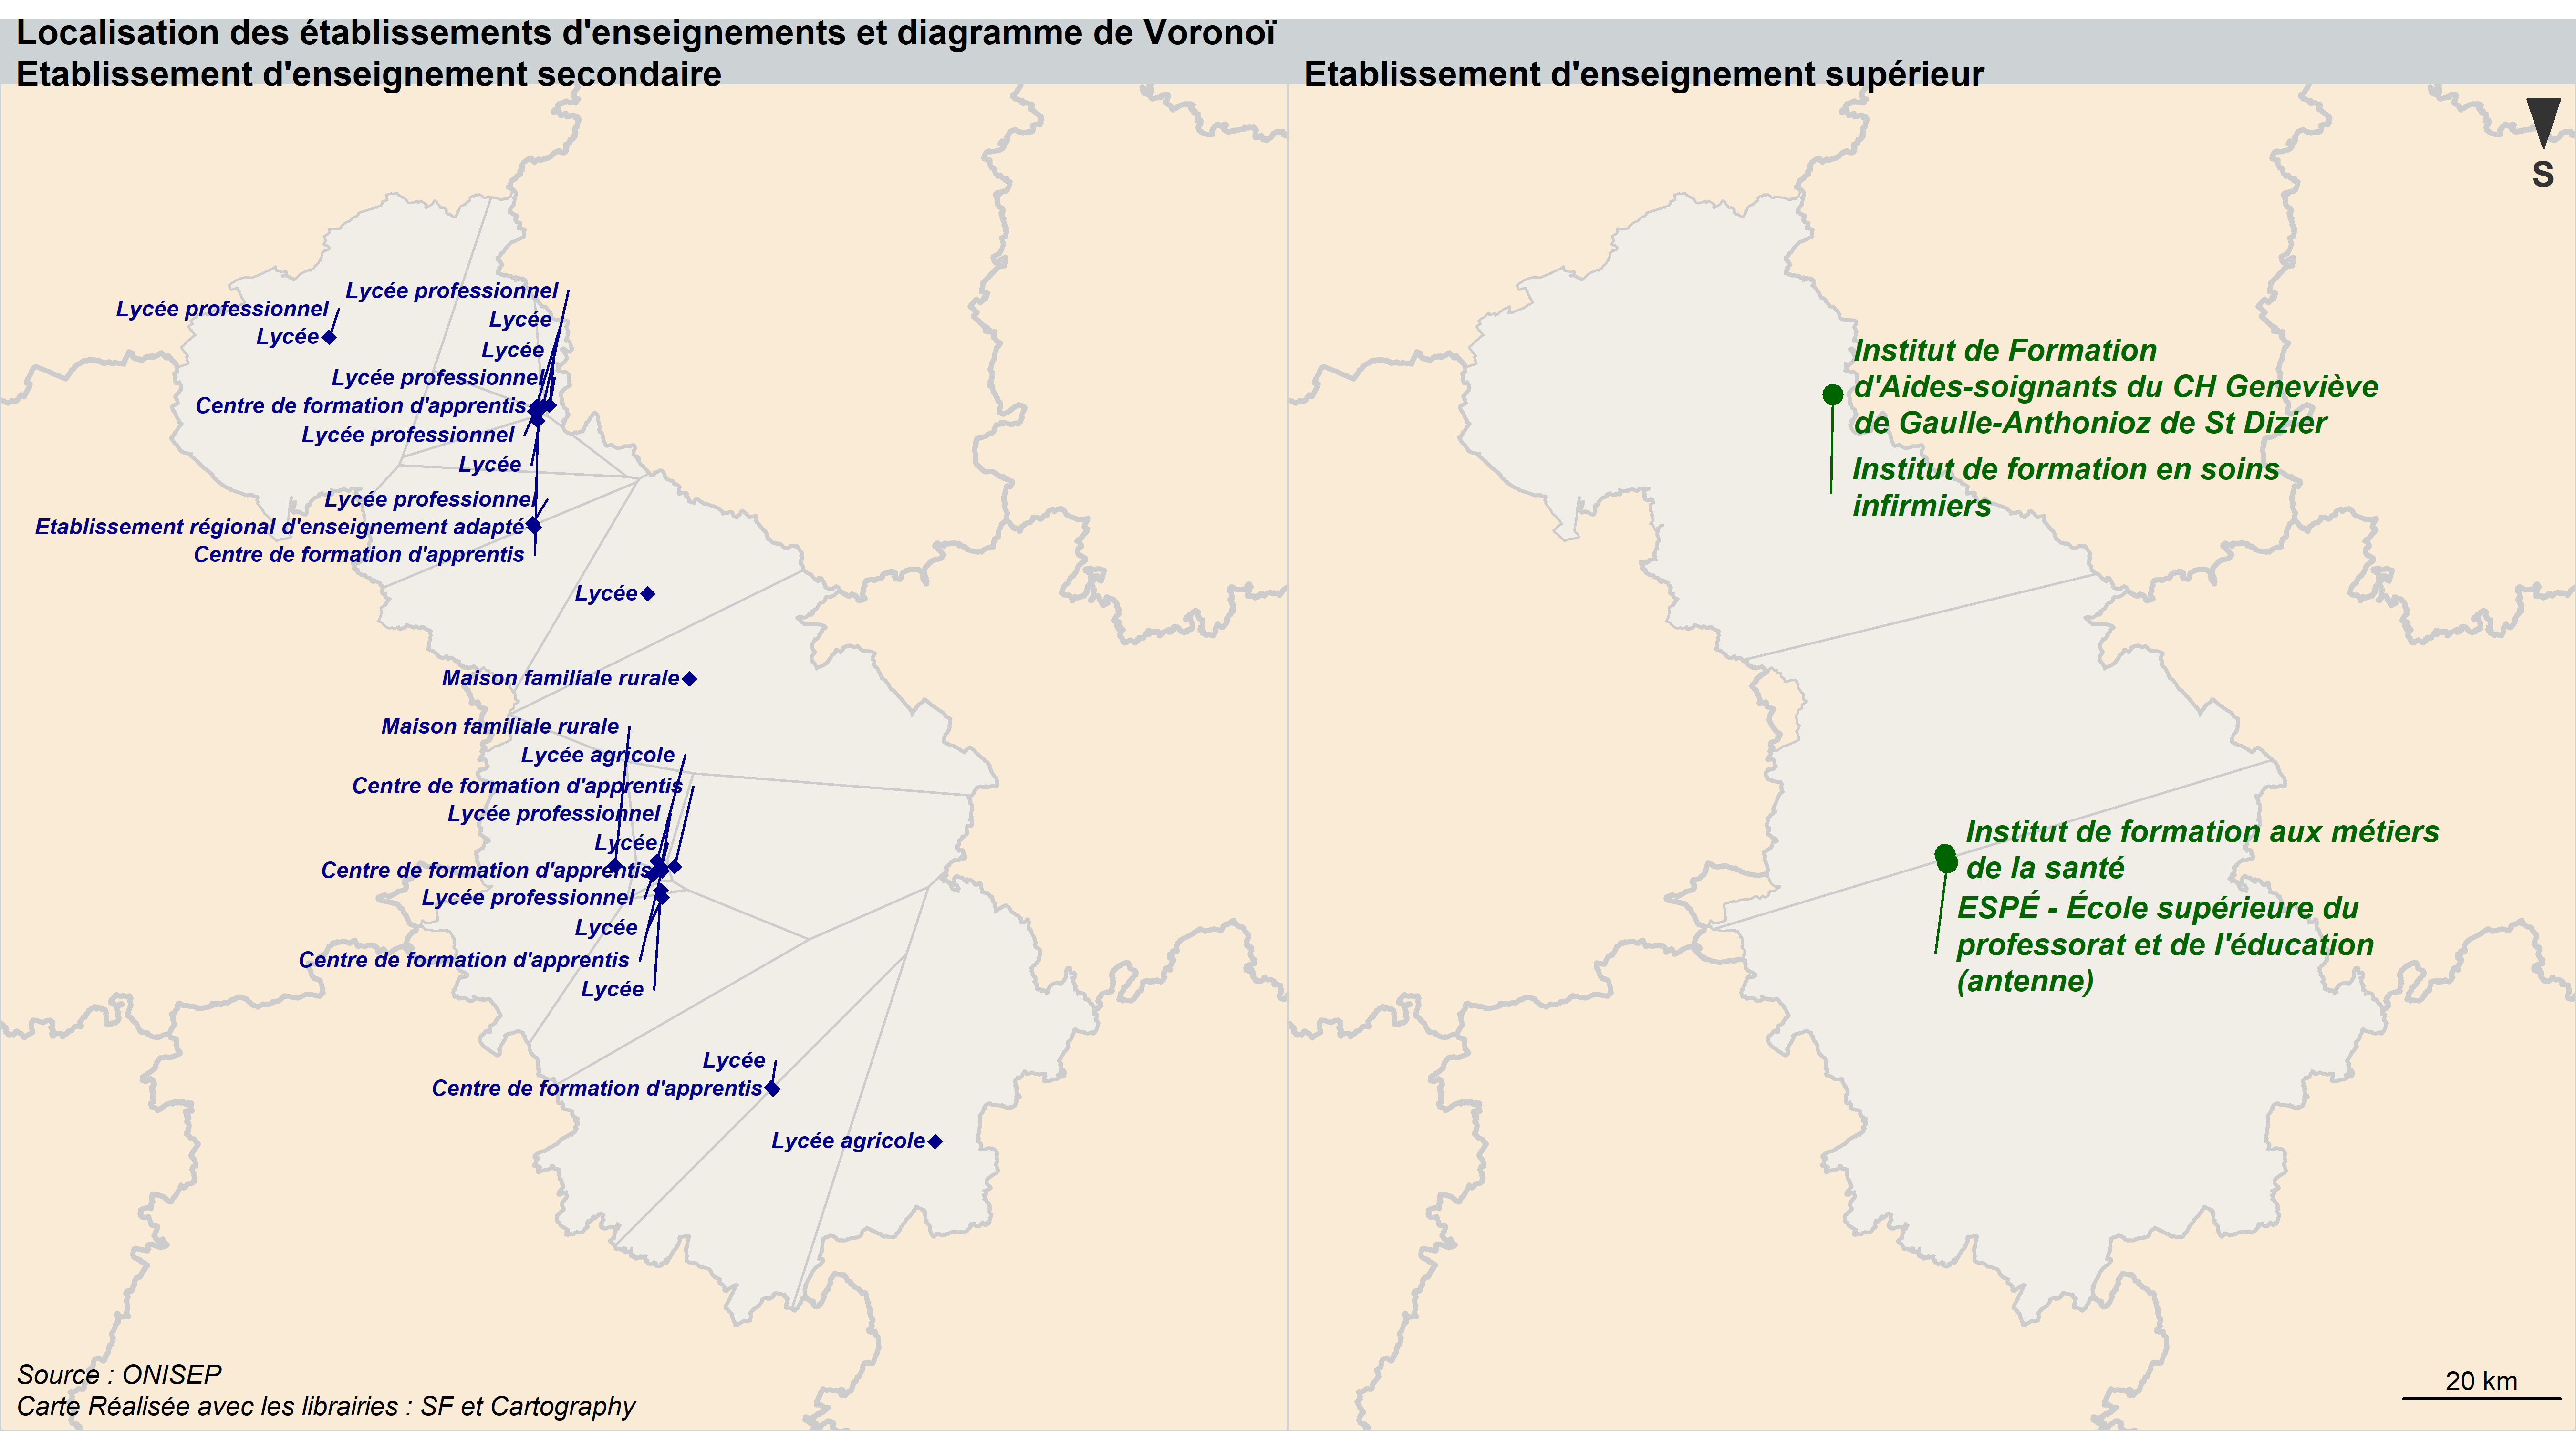 Localisation des établissements d'enseignements et diagramme de Voronoï
Etablissement d'enseignement secondaire
Lycée professionnel
Lycée professionnel
Lycée
Lycée
Lycée
Lycée professionnel
Centre de formation d'apprentis
Lycée professionnel
Lycée
Lycée professionnel
Etablissement régional d'enseignement adapté
Centre de formation d'apprentis
Lycée
Maison familiale rurale
Maison familiale rurale
Lycée agricole
Centre de formation d'apprentis
Lycée professionnel
Lycée
Centre de formation d'apprentis
Lycée professionnel
Lycée
Centre de formation d'apprentis
Lycée
Lycée
Centre de formation d'apprentis
Lycée agricole
Source : ONISEP
Carte Réalisée avec les librairies : SF et Cartography
Etablissement d'enseignement supérieur
S
Institut de Formation
d'Aides-soignants du CH Geneviève
de Gaulle-Anthonioz de St Dizier
Institut de formation en soins
infirmiers
Institut de formation aux métiers
de la santé
ESPÉ - École supérieure du
professorat et de l'éducation
(antenne)
20 km